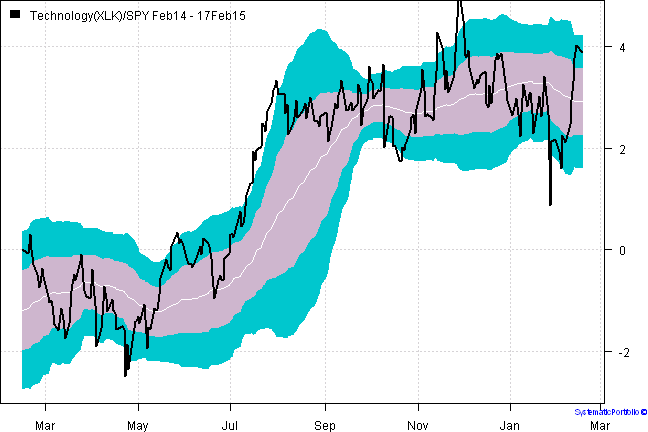 Technology(XLK)/SPY Feb14 - 17Feb15
4
2
0
-2
SystematicPortfolio ©
Mar May Jul Sep Nov Jan Mar